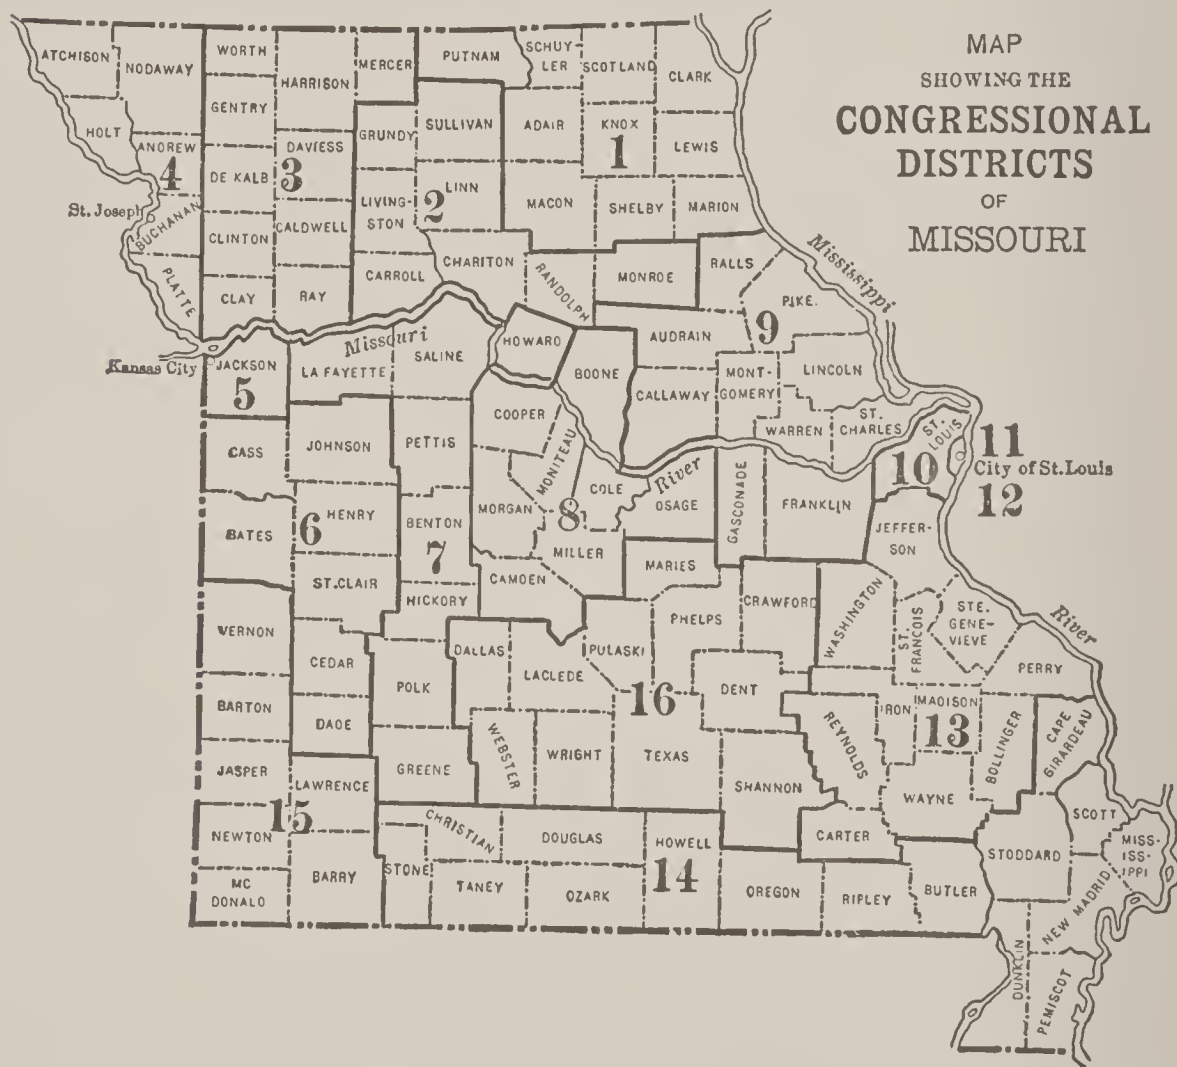 MAP
SHOWING THE
CONGRESSIONAL
DISTRICTS
OF
MISSOURI
ATCHISON
NODAWAY
WORTH
HARRISON
MERCER
PUTNAM
SCHUY-
LER
SCOTLAND
CLARK
GENTRY
HOLT
ANDREW
4
DE KALB
DAVIESS
3
GRUNDY
SULLIVAN
ADAIR
KNOX
1
LEWIS
St. Joseph
BUCHANAN
CLINTON
CALDWELL
LIVING-
STON
2
LINN
MACON
SHELBY
MARION
PLATTE
CLAY
RAY
CARROLL
CHARITON
RANDOLPH
MONROE
RALLS
Mississippi
PIKE.
9
Missouri
HOWARD
AUDRAIN
Kansas City
JACKSON
5
LA FAYETTE
SALINE
BOONE
CALLAWAY
MONT-
GOMERY
LINCOLN
WARREN
ST.
CHARLES
ST.
LOUIS
10
11
City of St. Louis
12
CASS
JOHNSON
PETTIS
COOPER
MONITEAU
COLE
River
OSAGE
GASCONADE
FRANKLIN
JEFFER-
SON
BATES
6
HENRY
BENTON
7
MORGAN
8
MILLER
MARIES
ST. CLAIR
HICKORY
CAMDEN
PHELPS
CRAWFORD
WASHINGTON
ST.
FRANCOIS
STE.
GENE-
VIEVE
River
PERRY
VERNON
CEDAR
POLK
DALLAS
LACLEDE
PULASKI
16
DENT
BARTON
DADE
WEBSTER
WRIGHT
TEXAS
REYNOLDS
IRON
MADISON
13
BOLLINGER
CAPE
GIRARDEAU
JASPER
LAWRENCE
GREENE
SHANNON
WAYNE
SCOTT
NEWTON
15
CHRISTIAN
DOUGLAS
HOWELL
14
CARTER
STODDARD
MISS-
ISS-
IPPI
MC
DONALD
BARRY
STONE
TANEY
OZARK
OREGON
RIPLEY
BUTLER
NEW MADRID
DUNKLIN
PEMISCOT